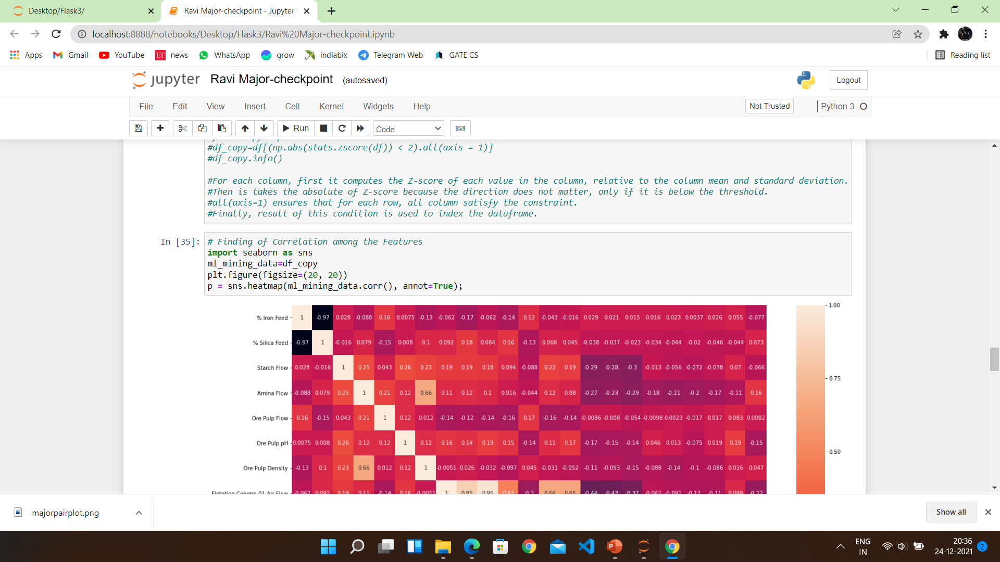 Desktop/Flask3/
Ravi Major-checkpoint - Jupyter
localhost:8888/notebooks/Desktop/Flask3/Ravi%20Major-checkpoint.ipynb
Apps Gmail YouTube news WhatsApp grow indiabix Telegram Web GATE CS Reading list
jupyter Ravi Major-checkpoint (autosaved) Logout
File Edit View Insert Cell Kernel Widgets Help Not Trusted Python 3
Run Code
#df_copy=df[(np.abs(stats.zscore(df)) < 2).all(axis = 1)]
#df_copy.info()
#For each column, first it computes the Z-score of each value in the column, relative to the column mean and standard deviation.
#Then is takes the absolute of Z-score because the direction does not matter, only if it is below the threshold.
#all(axis=1) ensures that for each row, all column satisfy the constraint.
#Finally, result of this condition is used to index the dataframe.
In [35]: # Finding of Correlation among the Features
import seaborn as sns
ml_mining_data=df_copy
plt.figure(figsize=(20, 20))
p = sns.heatmap(ml_mining_data.corr(), annot=True);
% Iron Feed 1 -0.97 0.028 -0.088 0.16 0.0075 -0.13 -0.062 -0.17 -0.062 -0.14 0.12 -0.043 -0.016 0.029 0.021 0.015 0.016 0.023 0.0037 0.026 0.055 -0.077 1.00
% Silica Feed -0.97 1 -0.016 0.079 -0.15 0.008 0.1 0.092 0.18 0.084 0.16 -0.13 0.068 0.045 -0.038 -0.037 -0.023 -0.034 -0.044 -0.02 -0.046 -0.044 0.073
Starch Flow 0.028 -0.016 1 0.25 0.043 0.26 0.23 0.19 0.19 0.18 0.094 -0.088 0.22 0.19 -0.29 -0.28 -0.3 -0.013 -0.056 -0.072 -0.038 0.07 -0.066
0.75
Amina Flow -0.088 0.079 0.25 1 0.21 0.12 0.66 0.11 0.12 0.1 0.016 -0.044 0.12 0.08 -0.27 -0.23 -0.29 -0.18 -0.21 -0.2 -0.17 -0.11 0.16
Ore Pulp Flow 0.16 -0.15 0.043 0.21 1 0.12 0.012 -0.14 -0.12 -0.14 -0.16 0.17 -0.16 -0.14 -0.0086 -0.008 -0.054 -0.0098 0.0023 -0.017 0.017 0.083 0.0082
Ore Pulp pH 0.0075 0.008 0.26 0.12 0.12 1 0.12 0.16 0.14 0.19 0.15 -0.14 0.11 0.17 -0.17 -0.15 -0.14 0.046 0.013 -0.075 0.019 0.19 -0.15
0.50
Ore Pulp Density -0.13 0.1 0.23 0.66 0.012 0.12 1 -0.0051 0.026 -0.032 -0.097 0.045 -0.031 -0.052 -0.11 -0.093 -0.15 -0.088 -0.14 -0.1 -0.086 0.016 0.047
Flotation Column 01 Air Flow -0.062 0.092 0.19 0.11 -0.14 0.16 -0.0051 1 0.85 0.95 0.47 -0.2 0.66 0.65 -0.44 -0.43 -0.37 -0.062 -0.091 -0.12 -0.11 0.099 -0.22
majorpairplot.png Show all
ENG 20:36
IN 24-12-2021 2